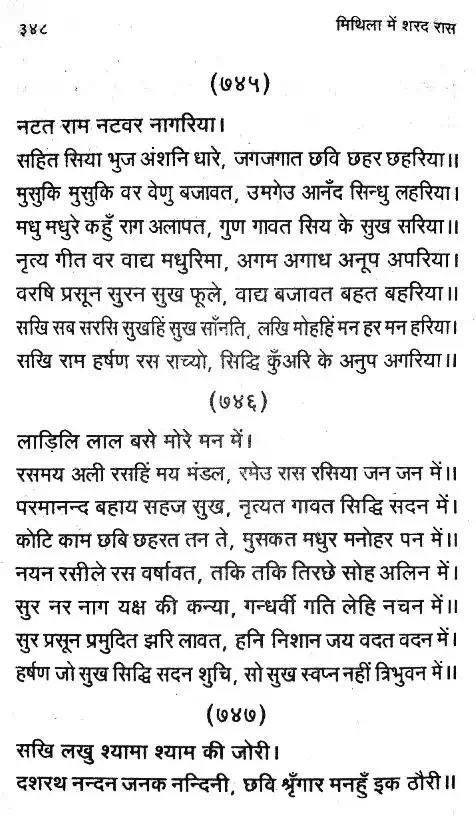 ३४८ मिथिला में शरद रास
(७४५)
नटत राम नटवर नागरिया।
सहित सिया भुज अंशनि धारे, जगजगात छवि छहर छहरिया॥
मुसुकि मुसुकि वर वेणु बजावत, उमगेउ आनँद सिन्धु लहरिया।
मधु मधुरे कहुँ राग अलापत, गुण गावत सिय के सुख सरिया॥
नृत्य गीत वर वाद्य मधुरिमा, अगम अगाध अनूप अपरिया।
वरषि प्रसून सुरन सुख फूले, वाद्य बजावत बहत बहरिया॥
सखि सब सरसि सुखहिं सुख साँनति, लखि मोहहिं मन हर मन हरिया।
सखि राम हर्षण रस राच्यो, सिद्धि कुँअरि के अनुप अगरिया॥
(७४६)
लाड़िलि लाल बसे मोरे मन में।
रसमय अली रसहिं मय मंडल, रमेउ रास रसिया जन जन में॥
परमानन्द बहाय सहज सुख, नृत्यत गावत सिद्धि सदन में।
कोटि काम छबि छहरत तन ते, मुसकत मधुर मनोहर पन में॥
नयन रसीले रस वर्षावत, तकि तकि तिरछे सोह अलिन में।
सुर नर नाग यक्ष की कन्या, गन्धर्वी गति लेहि नचन में॥
सुर प्रसून प्रमुदित झरि लावत, हनि निशान जय वदत वदन में।
हर्षण जो सुख सिद्धि सदन शुचि, सो सुख स्वप्न नहीं त्रिभुवन में॥
(७४७)
सखि लखु श्यामा श्याम की जोरी।
दशरथ नन्दन जनक नन्दिनी, छवि श्रृँगार मनहुँ इक ठौरी॥